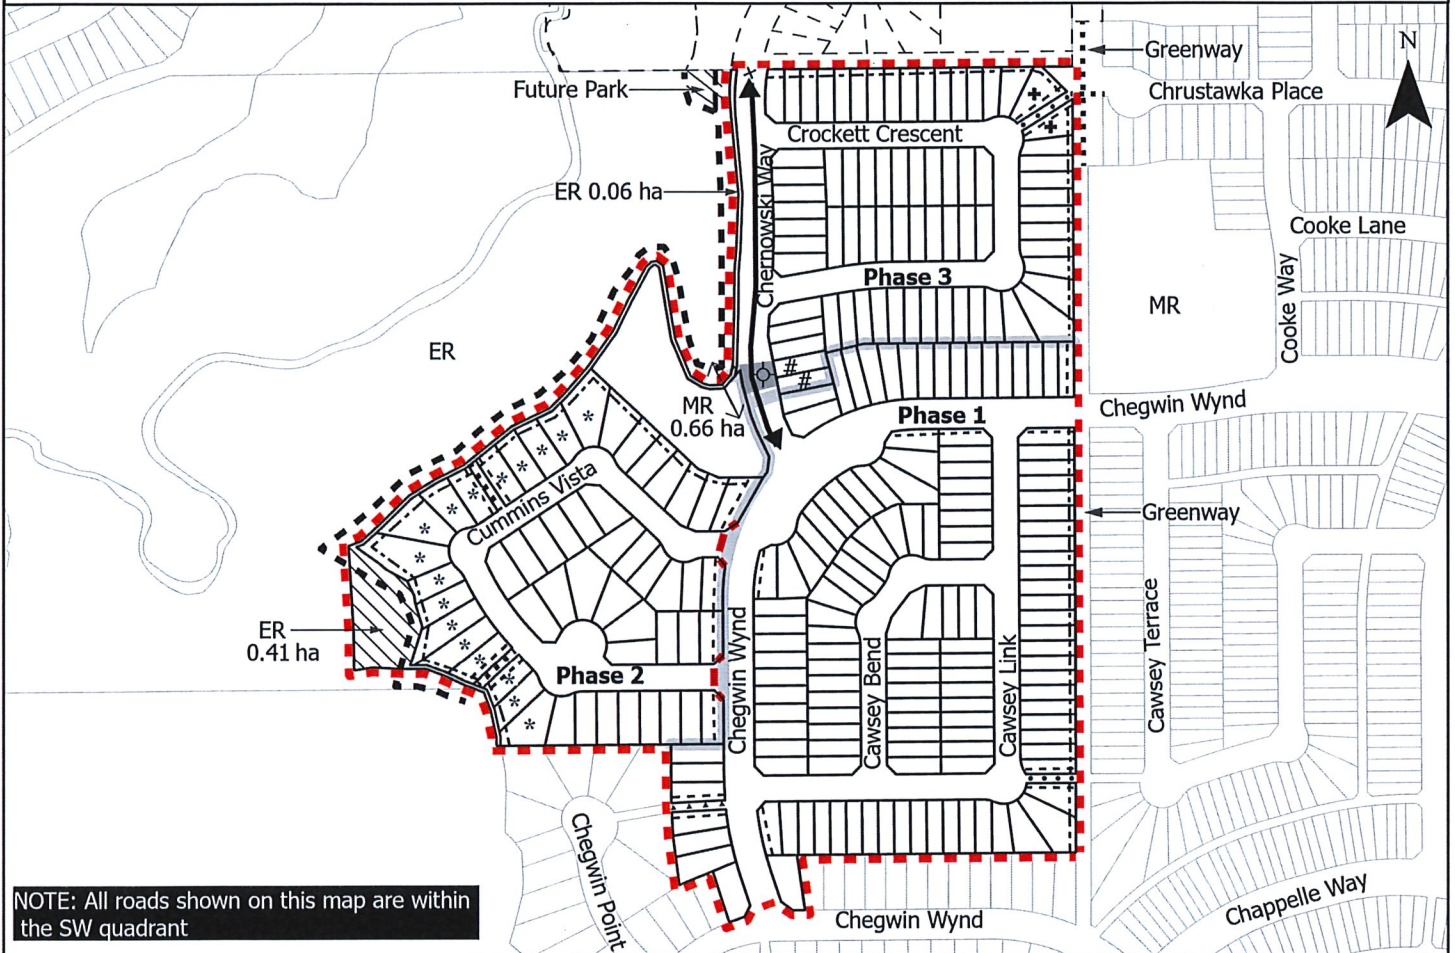 Greenway
N
Future Park
Chrustawka Place
Crockett Crescent
ER 0.06 ha
Chernowski Way
Cooke Lane
Phase 3
MR
Cooke Way
ER
#
#
MR
0.66 ha
Phase 1
Chegwin Wynd
Cummins Vista
Greenway
ER
0.41 ha
Phase 2
Chegwin Wynd
Cawsey Bend
Cawsey Link
Cawsey Terrace
Chegwin Point
Chappelle Way
Chegwin Wynd
NOTE: All roads shown on this map are within
the SW quadrant